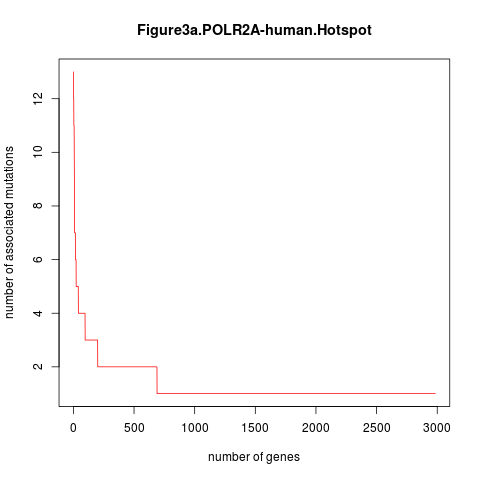 Figure3a.POLR2A-human.Hotspot
number of associated mutations
12
10
8
6
4
2
0 500 1000 1500 2000 2500 3000
number of genes